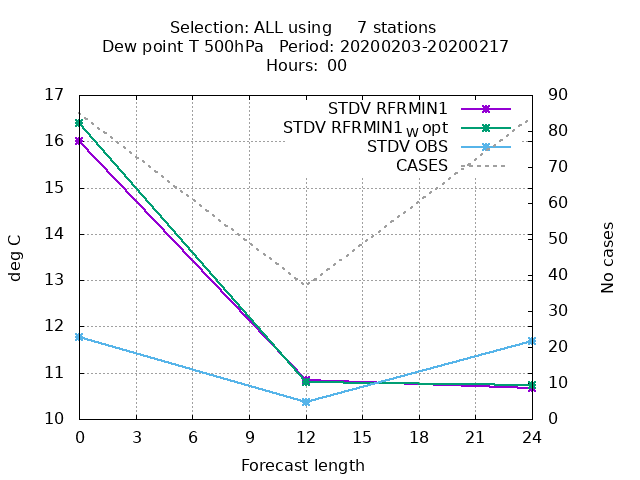 Selection: ALL using     7 stations
Dew point T 500hPa   Period: 20200203-20200217
Hours:  00
STDV RFRMIN1
STDV RFRMIN1_W opt
STDV OBS
CASES
17
16
15
14
13
12
11
10
90
80
70
60
50
40
30
20
10
0
deg C
No cases
0 3 6 9 12 15 18 21 24
Forecast length